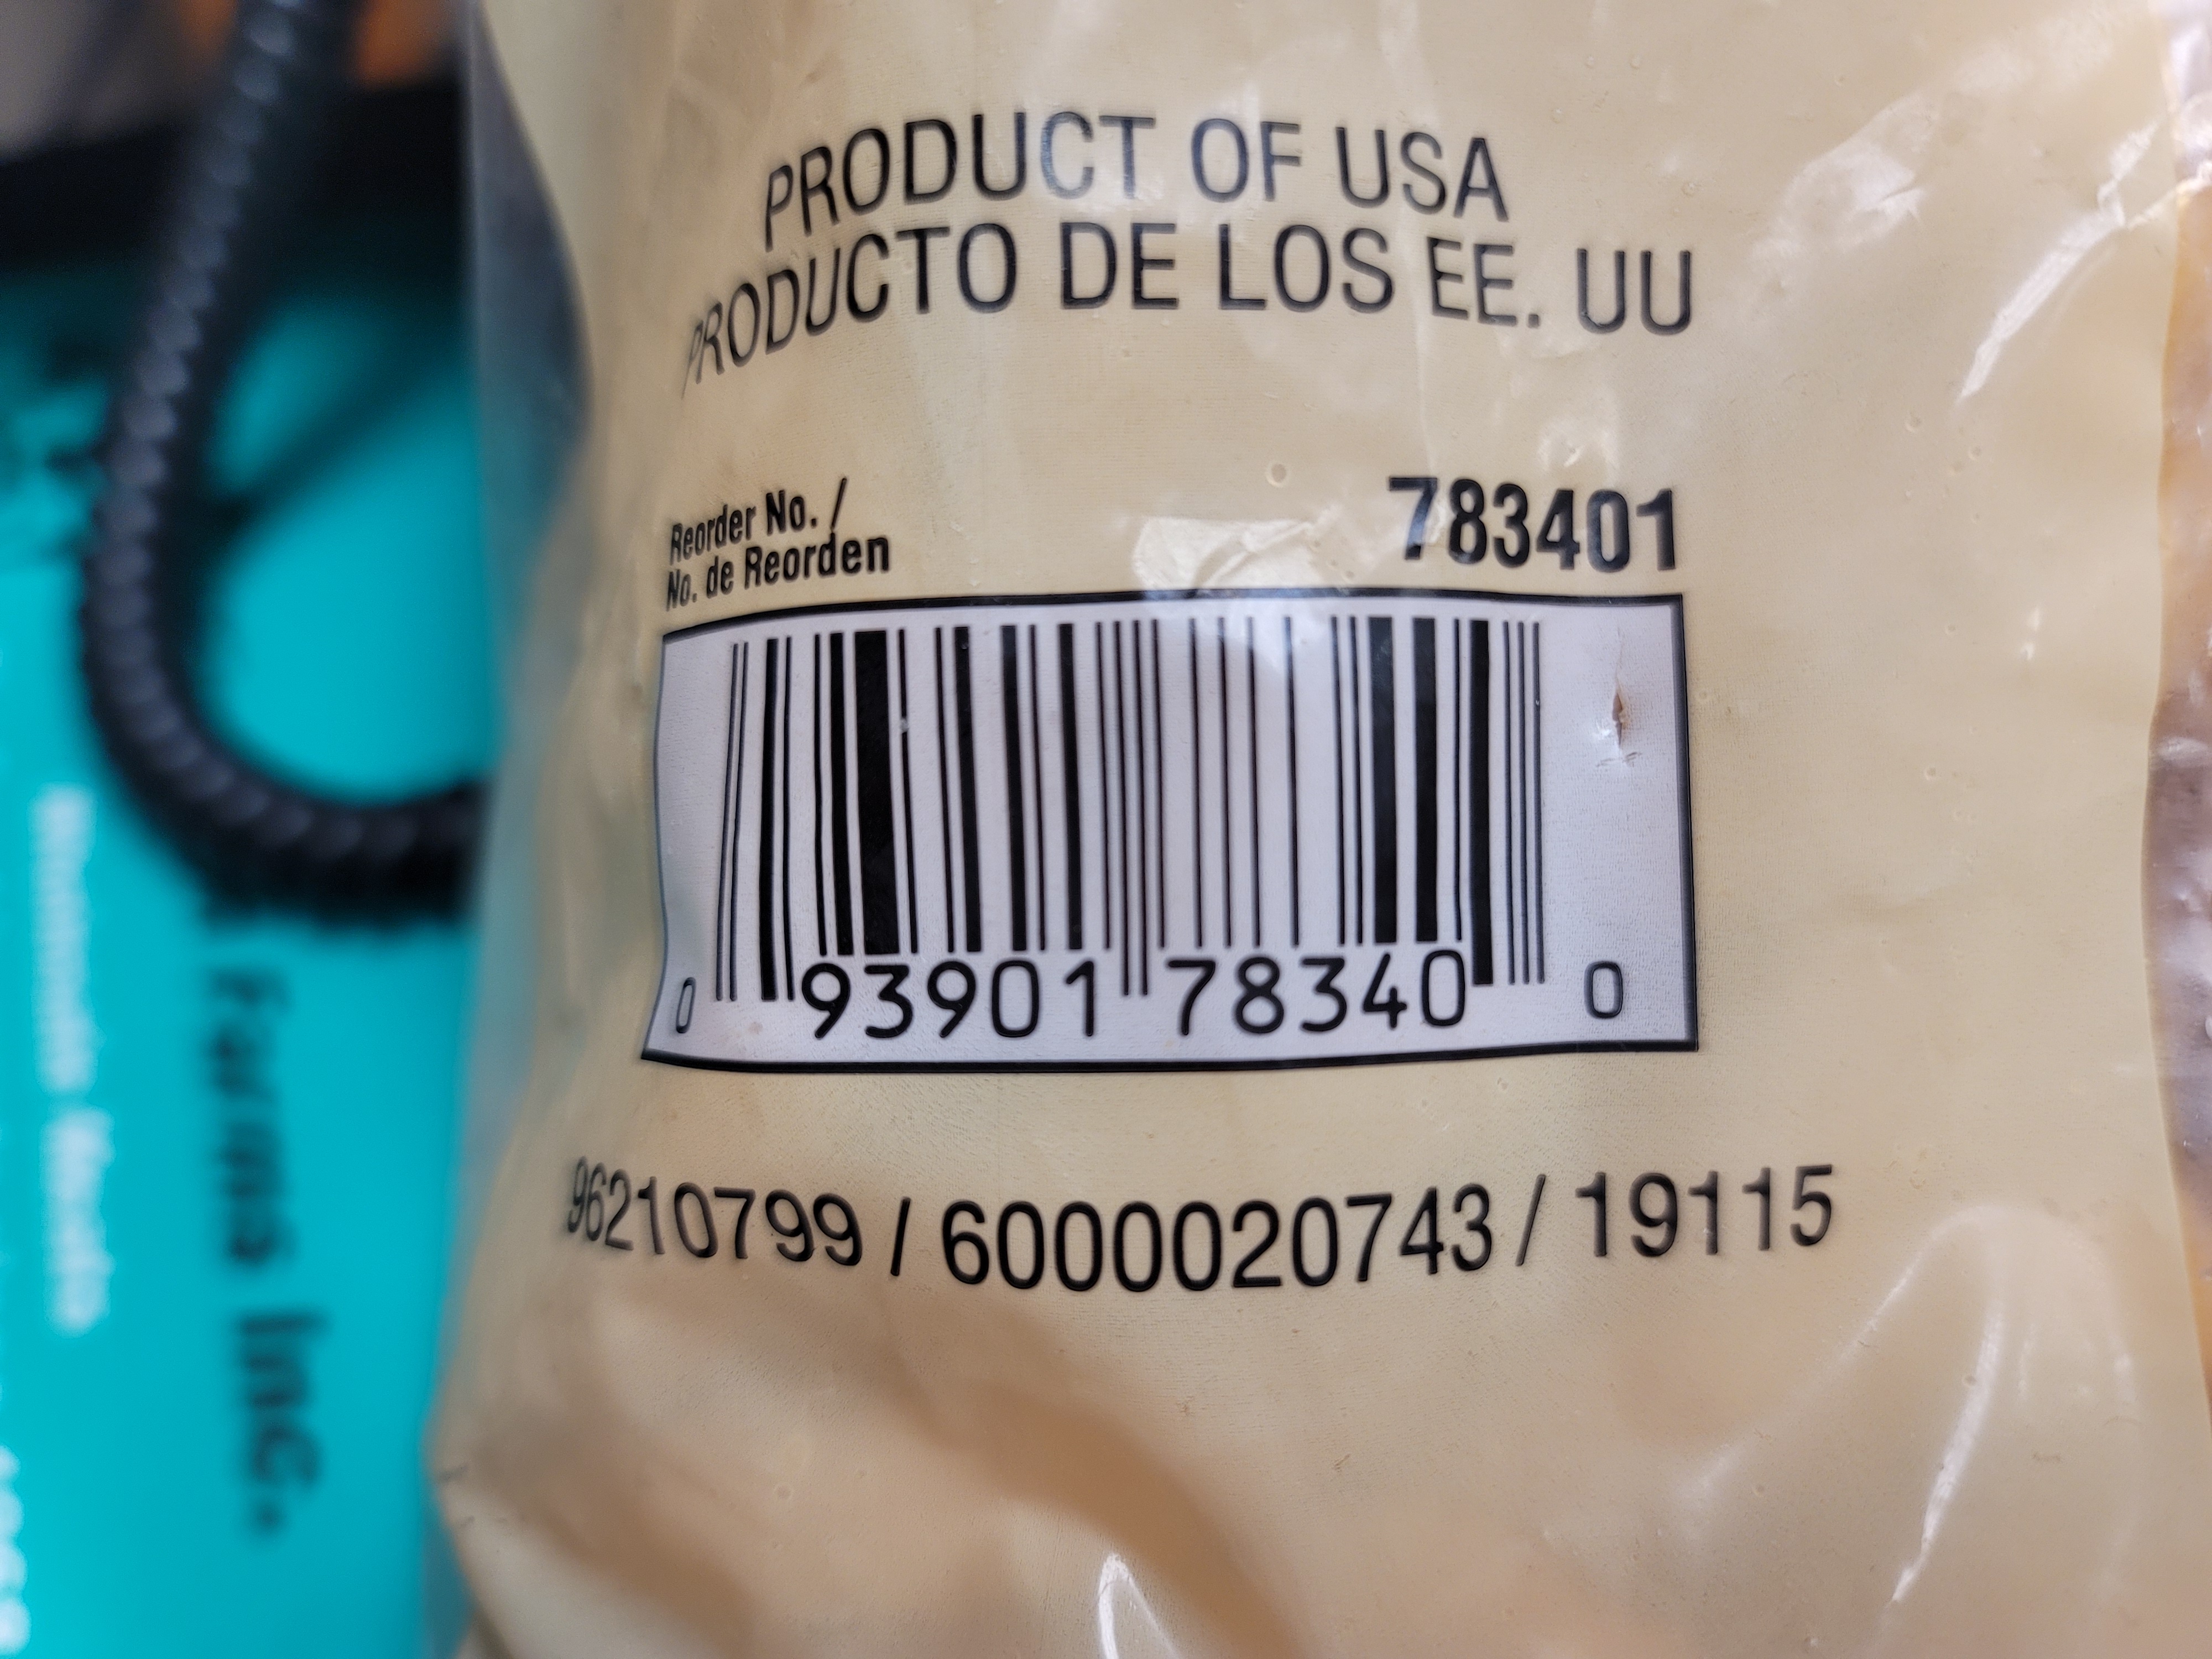 PRODUCT OF USA
PRODUCTO DE LOS EE. UU
Reorder No. /
No. de Reorden
783401
0 93901 78340 0
96210799 / 6000020743 / 19115
Farms Inc.